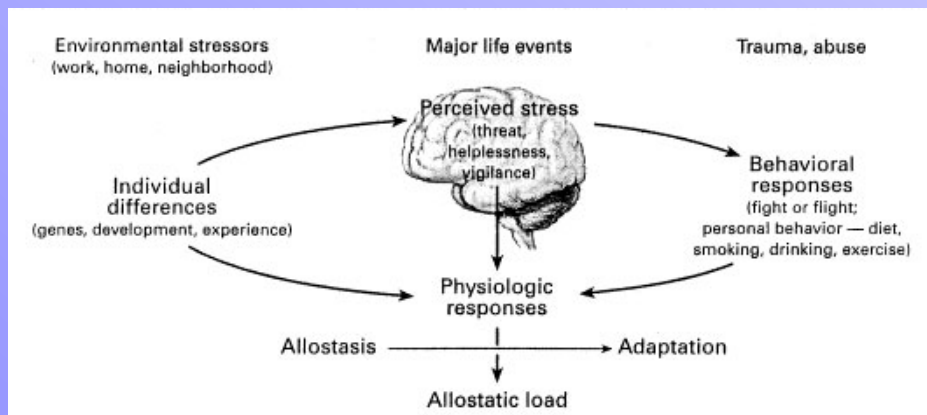 Environmental stressors
(work, home, neighborhood)
Major life events
Trauma, abuse
Perceived stress
(threat,
helplessness,
vigilance)
Individual
differences
(genes, development, experience)
Behavioral
responses
(fight or flight;
personal behavior — diet,
smoking, drinking, exercise)
Physiologic
responses
Allostasis
Adaptation
Allostatic load